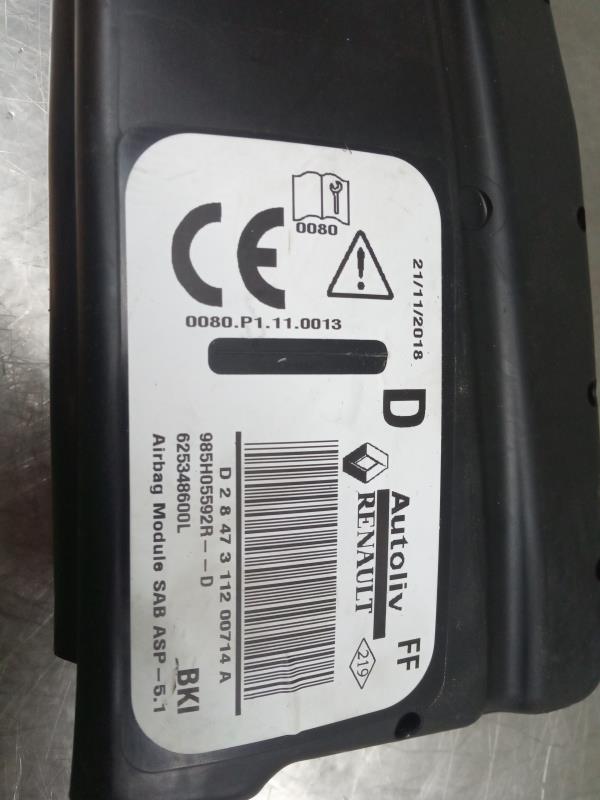 0080
CE
0080.P1.11.0013
21/11/2018
D
Autoliv
RENAULT
FF
219
D 2 8 47 3 112 00714 A
985H05592R--D
625348600L
Airbag Module SAB ASP-5.1
BKI